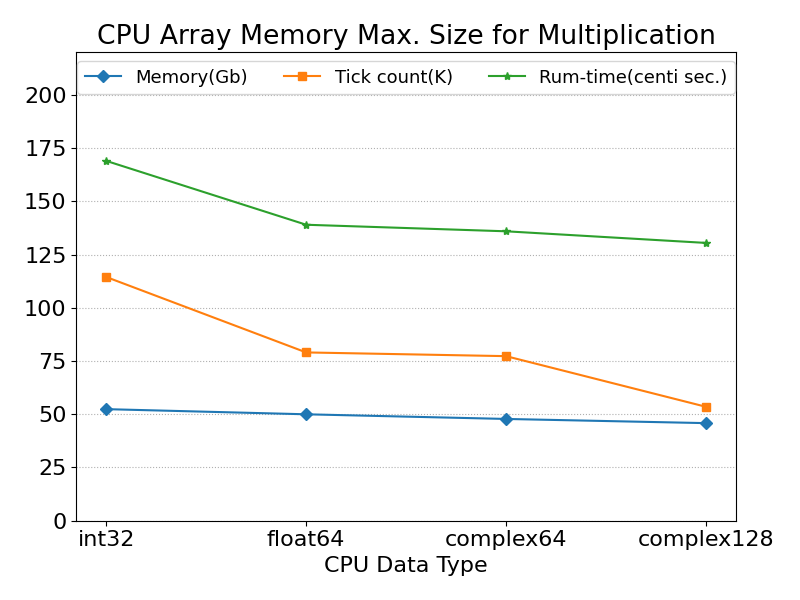 CPU Array Memory Max. Size for Multiplication
Memory(Gb) Tick count(K) Rum-time(centi sec.)
200
175
150
125
100
75
50
25
0
int32 float64 complex64 complex128
CPU Data Type